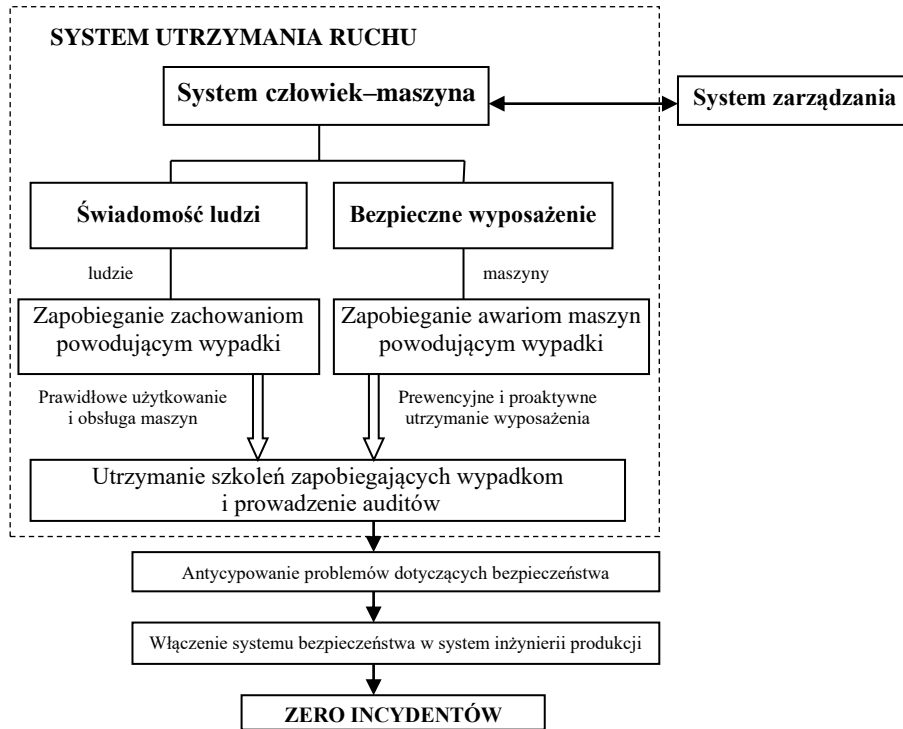 SYSTEM UTRZYMANIA RUCHU
System człowiek–maszyna
System zarządzania
Świadomość ludzi
Bezpieczne wyposażenie
ludzie
maszyny
Zapobieganie zachowaniom
powodującym wypadki
Zapobieganie awariom maszyn
powodującym wypadki
Prawidłowe użytkowanie
i obsługa maszyn
Prewencyjne i proaktywne
utrzymanie wyposażenia
Utrzymanie szkoleń zapobiegających wypadkom
i prowadzenie auditów
Antycypowanie problemów dotyczących bezpieczeństwa
Włączenie systemu bezpieczeństwa w system inżynierii produkcji
ZERO INCYDENTÓW